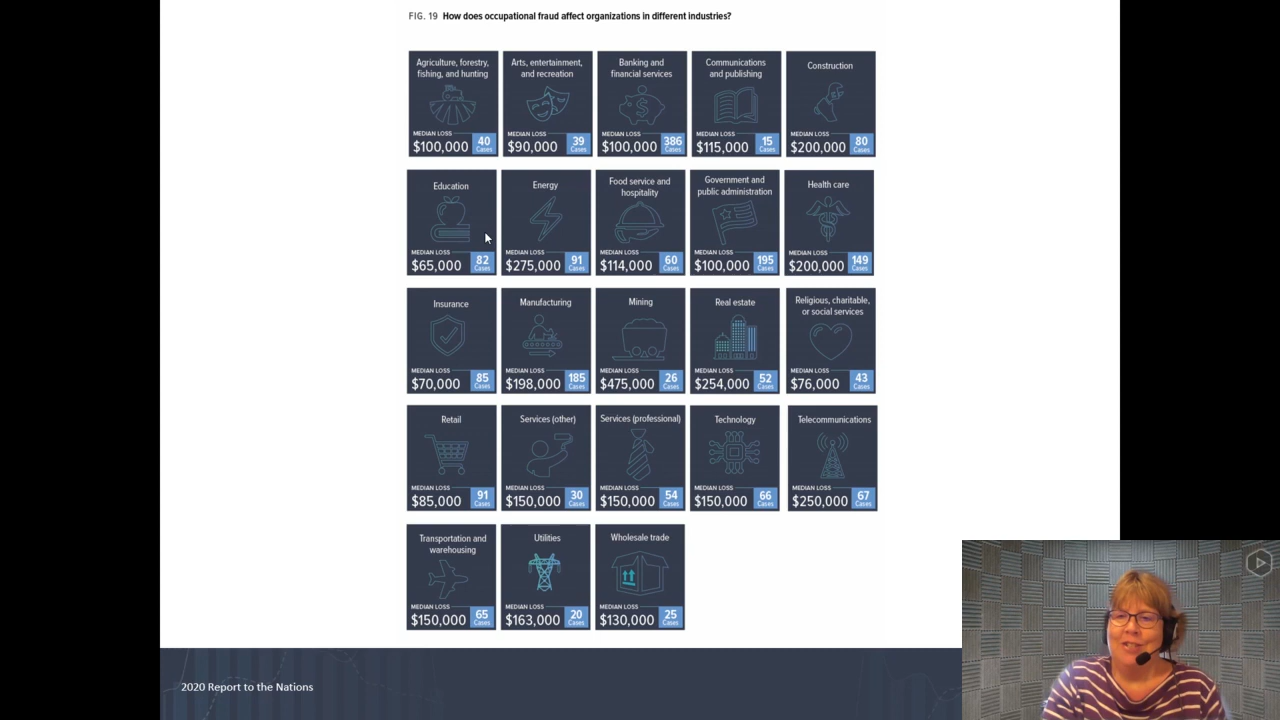 FIG. 19 How does occupational fraud affect organizations in different industries?
Agriculture, forestry,
fishing, and hunting
MEDIAN LOSS
$100,000
40
Cases
Arts, entertainment,
and recreation
MEDIAN LOSS
$90,000
39
Cases
Banking and
financial services
MEDIAN LOSS
$100,000
386
Cases
Communications
and publishing
MEDIAN LOSS
$115,000
15
Cases
Construction
MEDIAN LOSS
$200,000
80
Cases
Education
MEDIAN LOSS
$65,000
82
Cases
Energy
MEDIAN LOSS
$275,000
91
Cases
Food service and
hospitality
MEDIAN LOSS
$114,000
60
Cases
Government and
public administration
MEDIAN LOSS
$100,000
195
Cases
Health care
MEDIAN LOSS
$200,000
149
Cases
Insurance
MEDIAN LOSS
$70,000
85
Cases
Manufacturing
MEDIAN LOSS
$198,000
185
Cases
Mining
MEDIAN LOSS
$475,000
26
Cases
Real estate
MEDIAN LOSS
$254,000
52
Cases
Religious, charitable,
or social services
MEDIAN LOSS
$76,000
43
Cases
Retail
MEDIAN LOSS
$85,000
91
Cases
Services (other)
MEDIAN LOSS
$150,000
30
Cases
Services (professional)
MEDIAN LOSS
$150,000
54
Cases
Technology
MEDIAN LOSS
$150,000
66
Cases
Telecommunications
MEDIAN LOSS
$250,000
67
Cases
Transportation and
warehousing
MEDIAN LOSS
$150,000
65
Cases
Utilities
MEDIAN LOSS
$163,000
20
Cases
Wholesale trade
MEDIAN LOSS
$130,000
25
Cases
2020 Report to the Nations